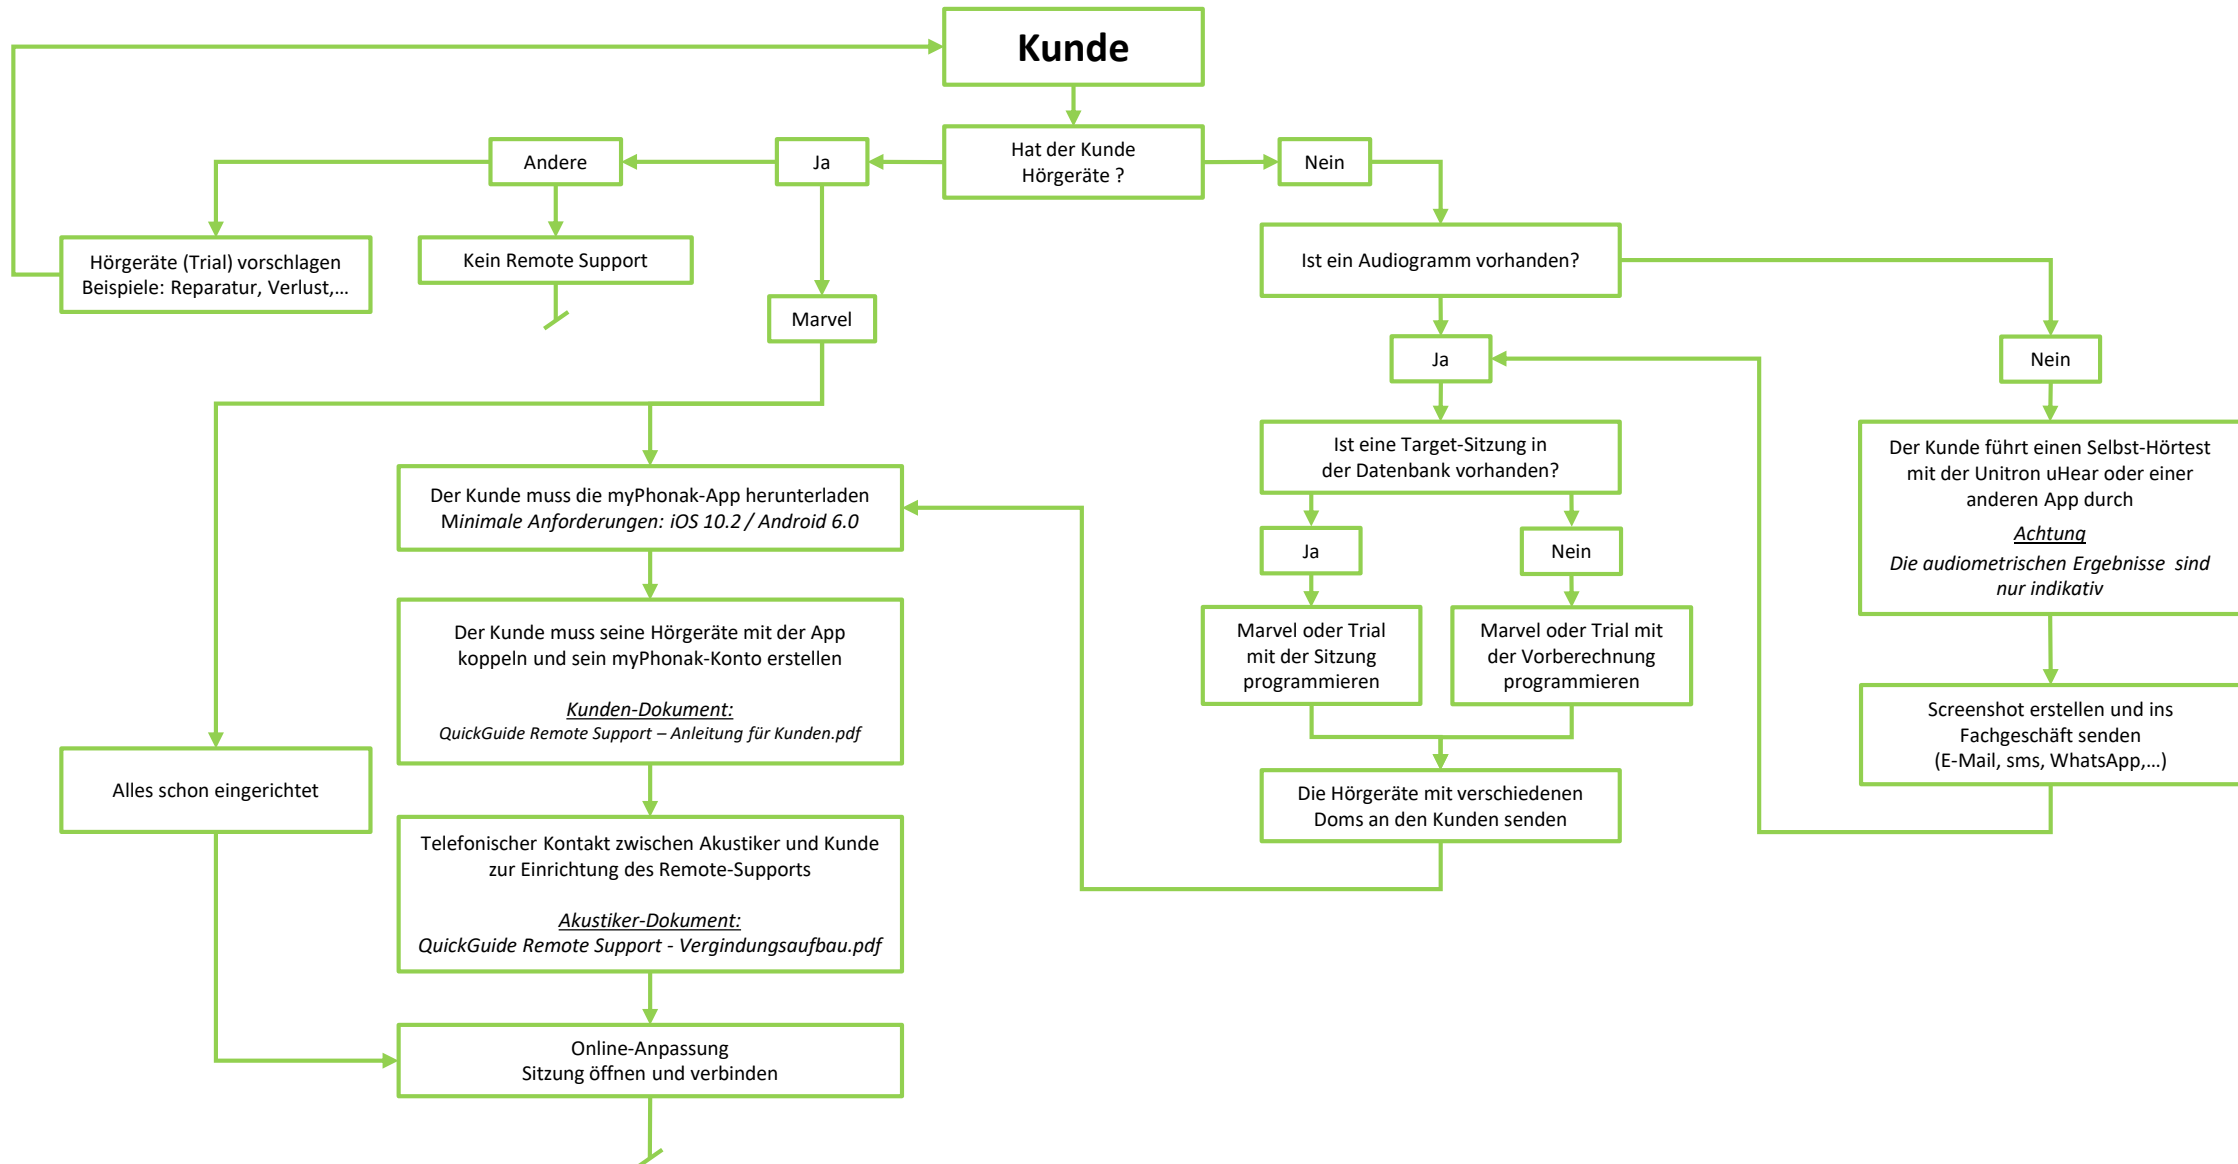 Kunde
Hat der Kunde
Hörgeräte ?
Andere
Ja
Nein
Hörgeräte (Trial) vorschlagen
Beispiele: Reparatur, Verlust,...
Kein Remote Support
Marvel
Ist ein Audiogramm vorhanden?
Ja
Nein
Ist eine Target-Sitzung in
der Datenbank vorhanden?
Ja
Nein
Marvel oder Trial
mit der Sitzung
programmieren
Marvel oder Trial mit
der Vorberechnung
programmieren
Die Hörgeräte mit verschiedenen
Doms an den Kunden senden
Der Kunde führt einen Selbst-Hörtest
mit der Unitron uHear oder einer
anderen App durch
Achtung
Die audiometrischen Ergebnisse sind
nur indikativ
Screenshot erstellen und ins
Fachgeschäft senden
(E-Mail, sms, WhatsApp,...)
Der Kunde muss die myPhonak-App herunterladen
Minimale Anforderungen: iOS 10.2 / Android 6.0
Der Kunde muss seine Hörgeräte mit der App
koppeln und sein myPhonak-Konto erstellen
Kunden-Dokument:
QuickGuide Remote Support – Anleitung für Kunden.pdf
Alles schon eingerichtet
Telefonischer Kontakt zwischen Akustiker und Kunde
zur Einrichtung des Remote-Supports
Akustiker-Dokument:
QuickGuide Remote Support - Vergindungsaufbau.pdf
Online-Anpassung
Sitzung öffnen und verbinden